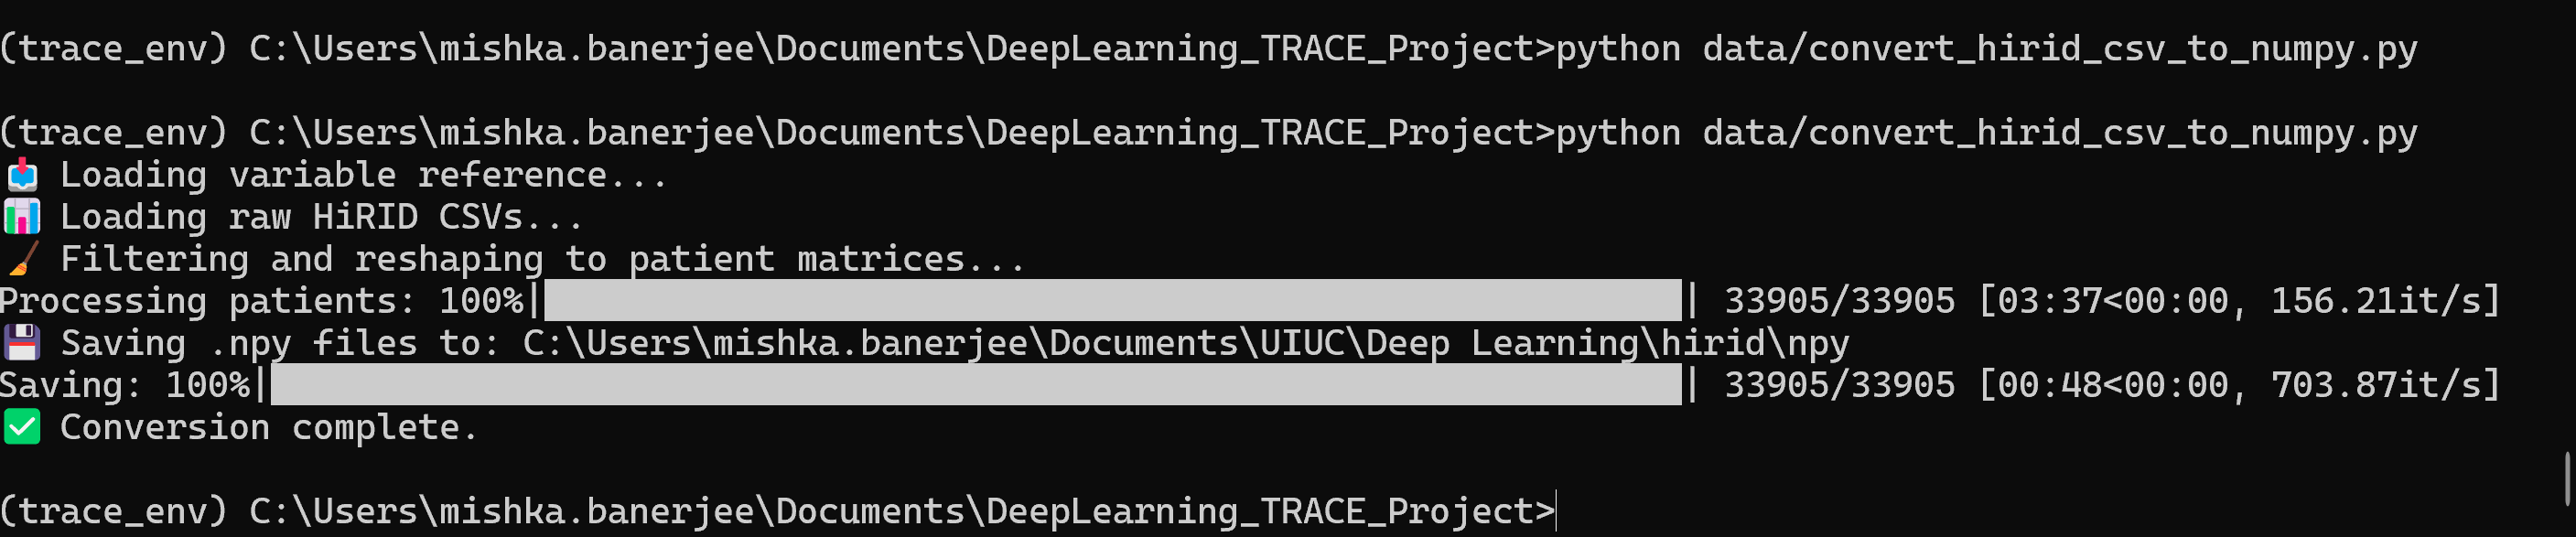 (trace_env) C:\Users\mishka.banerjee\Documents\DeepLearning_TRACE_Project>python data/convert_hirid_csv_to_numpy.py
(trace_env) C:\Users\mishka.banerjee\Documents\DeepLearning_TRACE_Project>python data/convert_hirid_csv_to_numpy.py
📥 Loading variable reference...
📊 Loading raw HiRID CSVs...
🧹 Filtering and reshaping to patient matrices...
Processing patients: 100%|██████████| 33905/33905 [03:37<00:00, 156.21it/s]
💾 Saving .npy files to: C:\Users\mishka.banerjee\Documents\UIUC\Deep Learning\hirid\npy
Saving: 100%|██████████| 33905/33905 [00:48<00:00, 703.87it/s]
✅ Conversion complete.
(trace_env) C:\Users\mishka.banerjee\Documents\DeepLearning_TRACE_Project>